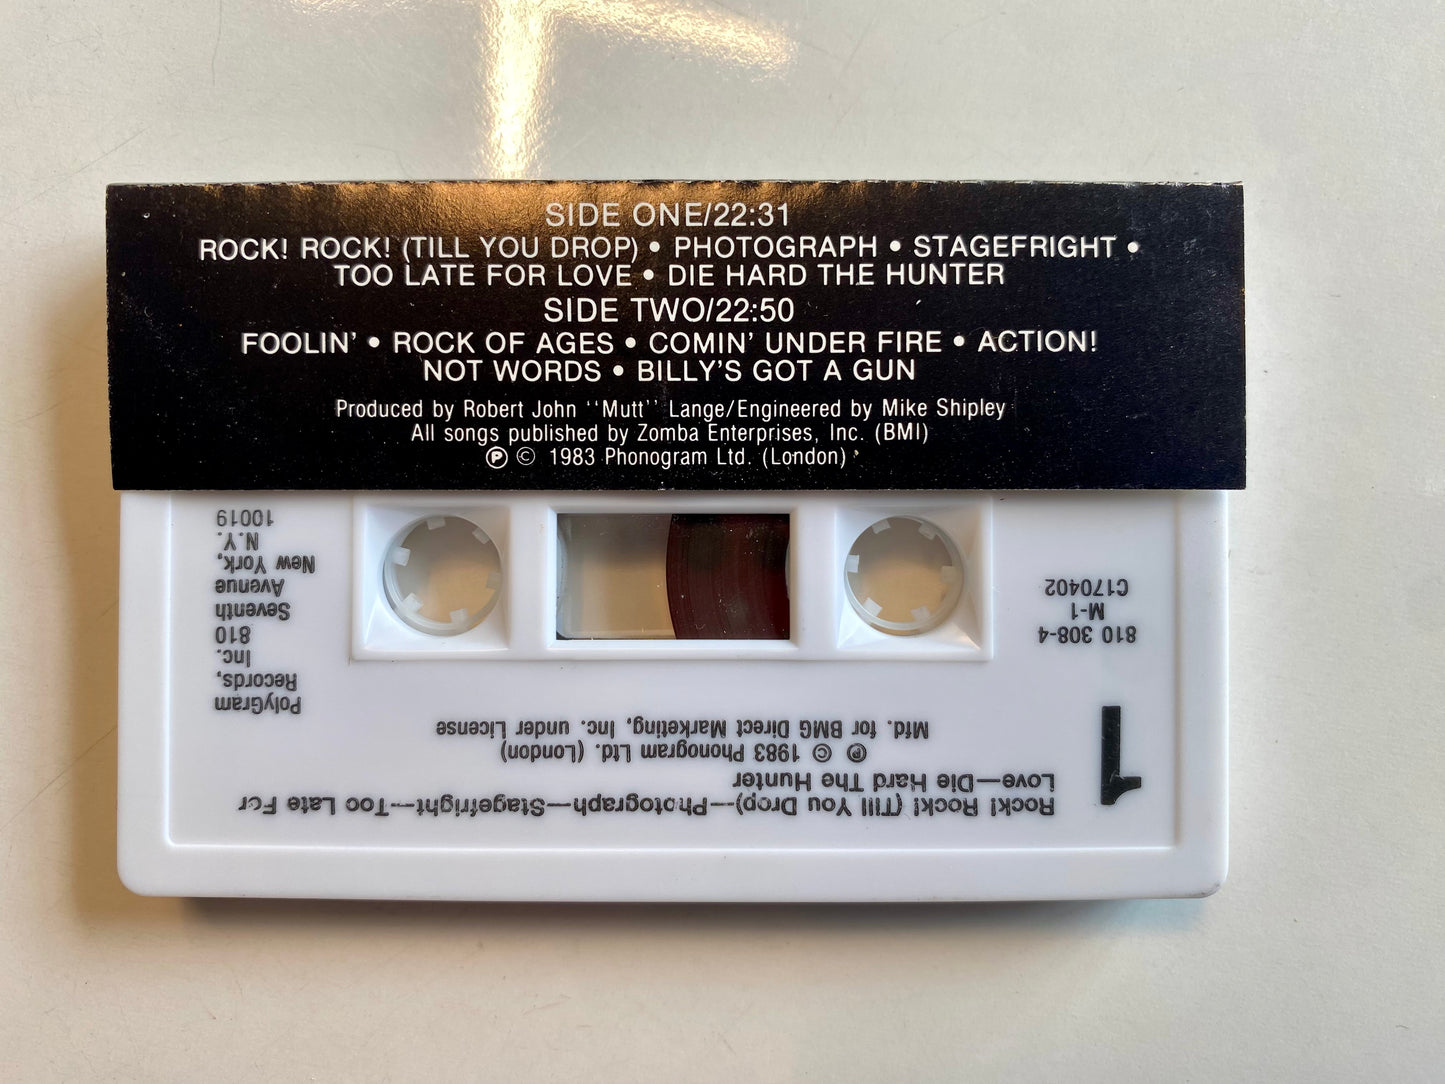 SIDE ONE/22:31
ROCK! ROCK! (TILL YOU DROP) • PHOTOGRAPH • STAGEFRIGHT •
TOO LATE FOR LOVE • DIE HARD THE HUNTER
SIDE TWO/22:50
FOOLIN' • ROCK OF AGES • COMIN' UNDER FIRE • ACTION!
NOT WORDS • BILLY'S GOT A GUN
Produced by Robert John ''Mutt'' Lange/Engineered by Mike Shipley
All songs published by Zomba Enterprises, Inc. (BMI)
℗ © 1983 Phonogram Ltd. (London)
1
Rock! Rock! (Till You Drop)—Photograph—Stagefright—Too Late For
Love—Die Hard The Hunter
℗ © 1983 Phonogram Ltd. (London)
Mfd. for BMG Direct Marketing, Inc. under License
810 308-4
M-1
C170402
PolyGram
Records,
Inc.
810
Seventh
Avenue
New York,
N.Y.
10019